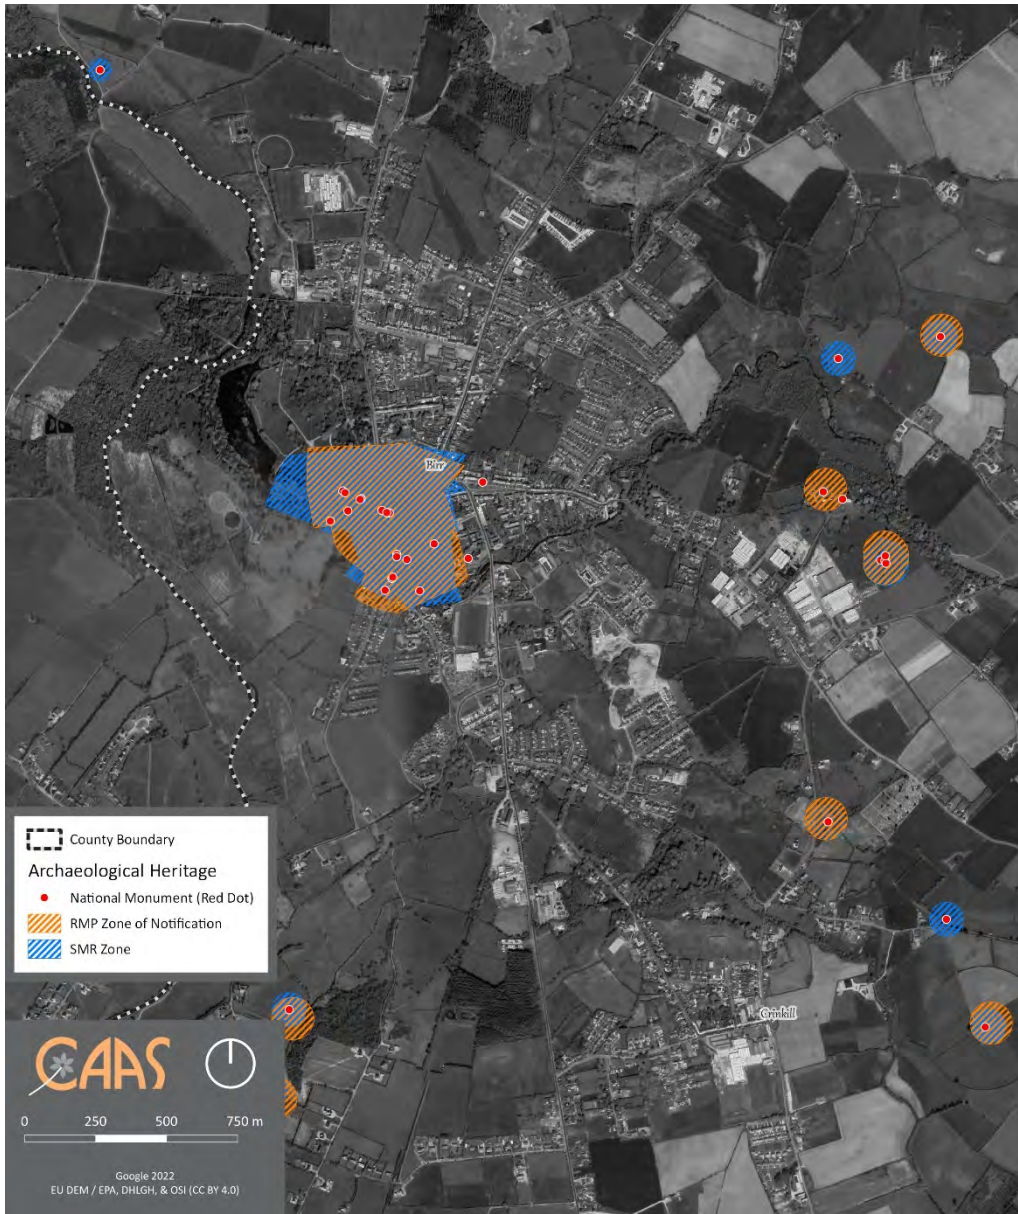 Birr
County Boundary
Archaeological Heritage
National Monument (Red Dot)
RMP Zone of Notification
SMR Zone
Crinkill
CAAS
0 250 500 750 m
Google 2022
EU DEM / EPA, DHLGH, & OSI (CC BY 4.0)